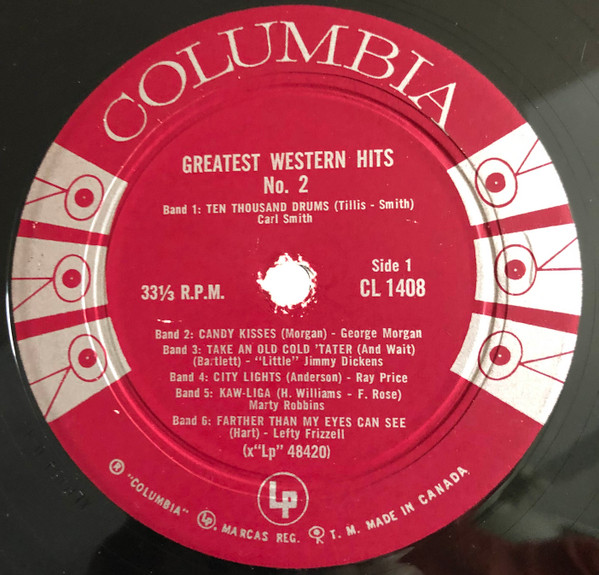 COLUMBIA
GREATEST WESTERN HITS
No. 2
Band 1: TEN THOUSAND DRUMS (Tillis - Smith)
Carl Smith
33⅓ R.P.M.
Side 1
CL 1408
Band 2: CANDY KISSES (Morgan) - George Morgan
Band 3: TAKE AN OLD COLD 'TATER (And Wait)
(Bartlett) - "Little" Jimmy Dickens
Band 4: CITY LIGHTS (Anderson) - Ray Price
Band 5: KAW-LIGA (H. Williams - F. Rose)
Marty Robbins
Band 6: FARTHER THAN MY EYES CAN SEE
(Hart) - Lefty Frizzell
(x"Lp" 48420)
Lp
® "COLUMBIA" Lp, MARCAS REG. T. M. MADE IN CANADA